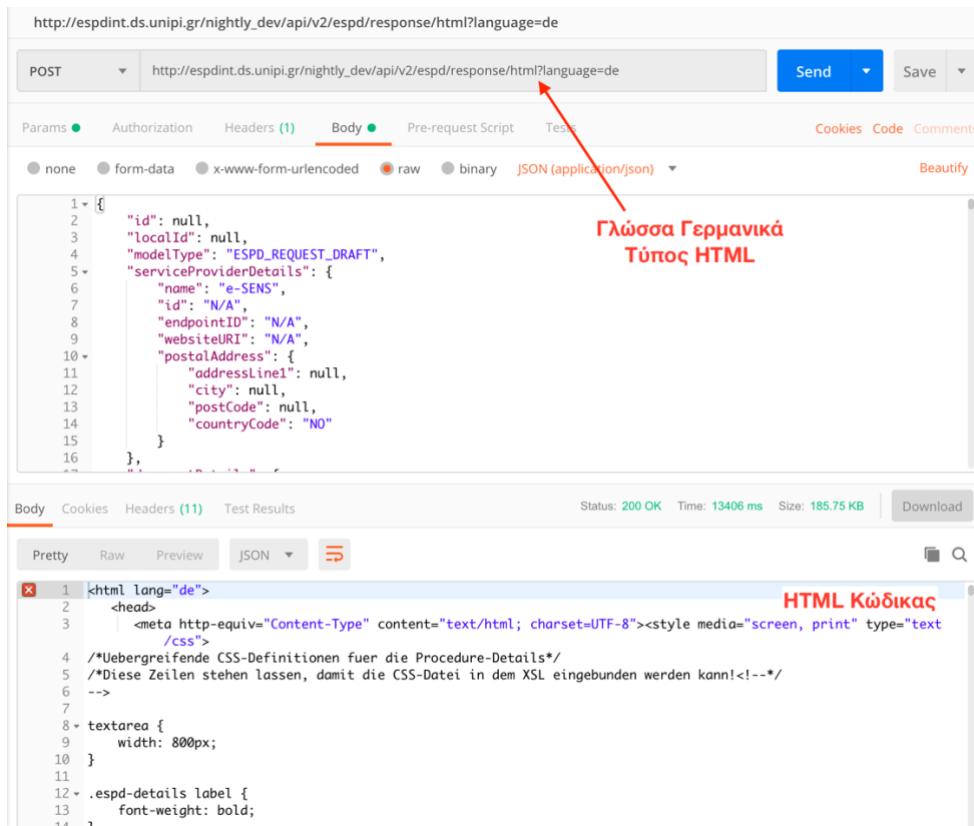 http://espdint.ds.unipi.gr/nightly_dev/api/v2/espd/response/html?language=de
POST http://espdint.ds.unipi.gr/nightly_dev/api/v2/espd/response/html?language=de Send Save
Params Authorization Headers (1) Body Pre-request Script Tests Cookies Code Comments
none form-data x-www-form-urlencoded raw binary JSON (application/json) Beautify
1 {
2 "id": null,
3 "localId": null,
4 "modelType": "ESPD_REQUEST_DRAFT",
5 "serviceProviderDetails": {
6 "name": "e-SENS",
7 "id": "N/A",
8 "endpointID": "N/A",
9 "websiteURI": "N/A",
10 "postalAddress": {
11 "addressLine1": null,
12 "city": null,
13 "postCode": null,
14 "countryCode": "NO"
15 }
16 },
Γλώσσα Γερμανικά
Τύπος HTML
Body Cookies Headers (11) Test Results Status: 200 OK Time: 13406 ms Size: 185.75 KB Download
Pretty Raw Preview JSON
HTML Κώδικας
1 <html lang="de">
2 <head>
3 <meta http-equiv="Content-Type" content="text/html; charset=UTF-8"><style media="screen, print" type="text
/css">
4 /*Uebergreifende CSS-Definitionen fuer die Procedure-Details*/
5 /*Diese Zeilen stehen lassen, damit die CSS-Datei in dem XSL eingebunden werden kann!<!--*/
6 -->
7
8 textarea {
9 width: 800px;
10 }
11
12 .espd-details label {
13 font-weight: bold;